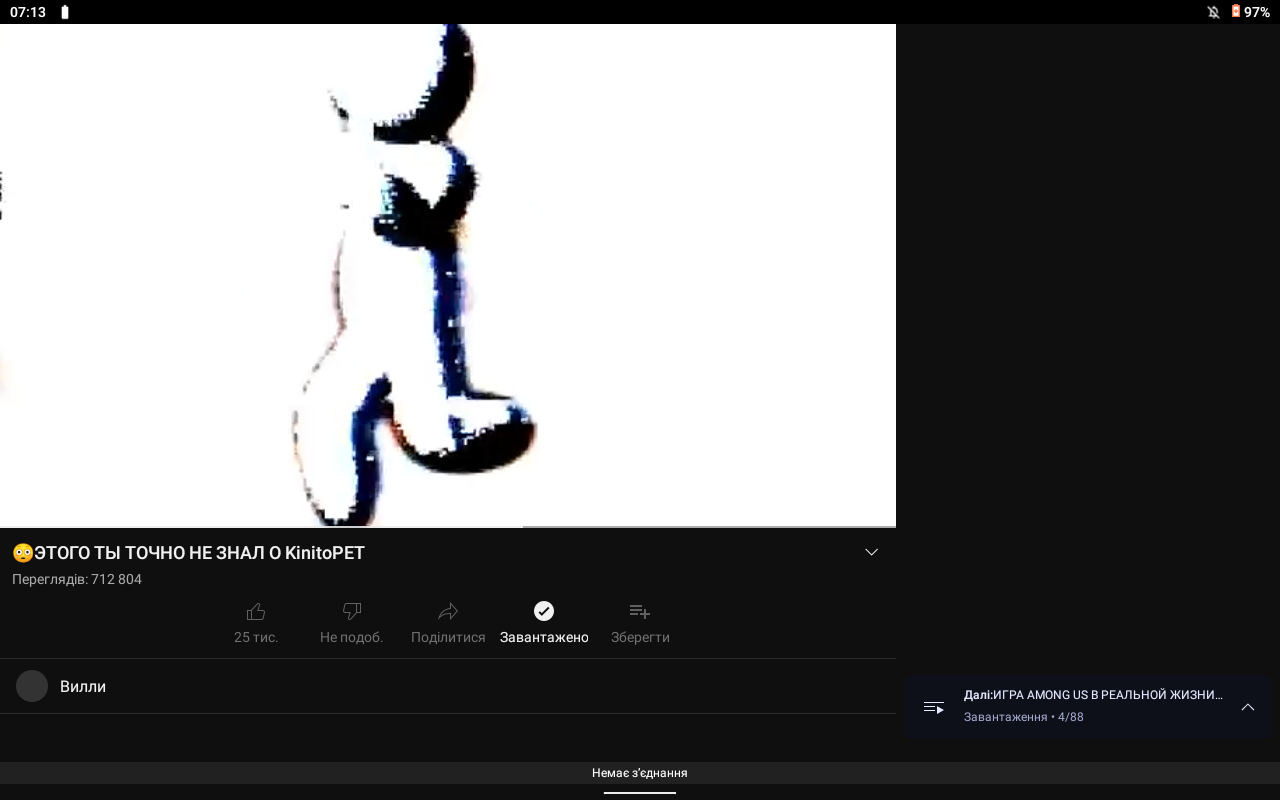 07:13
97%
😳ЭТОГО ТЫ ТОЧНО НЕ ЗНАЛ О KinitoPET
Переглядів: 712 804
25 тис.
Не подоб.
Поділитися
Завантажено
Зберегти
Вилли
Далі:ИГРА AMONG US В РЕАЛЬНОЙ ЖИЗНИ…
Завантаження • 4/88
Немає з’єднання